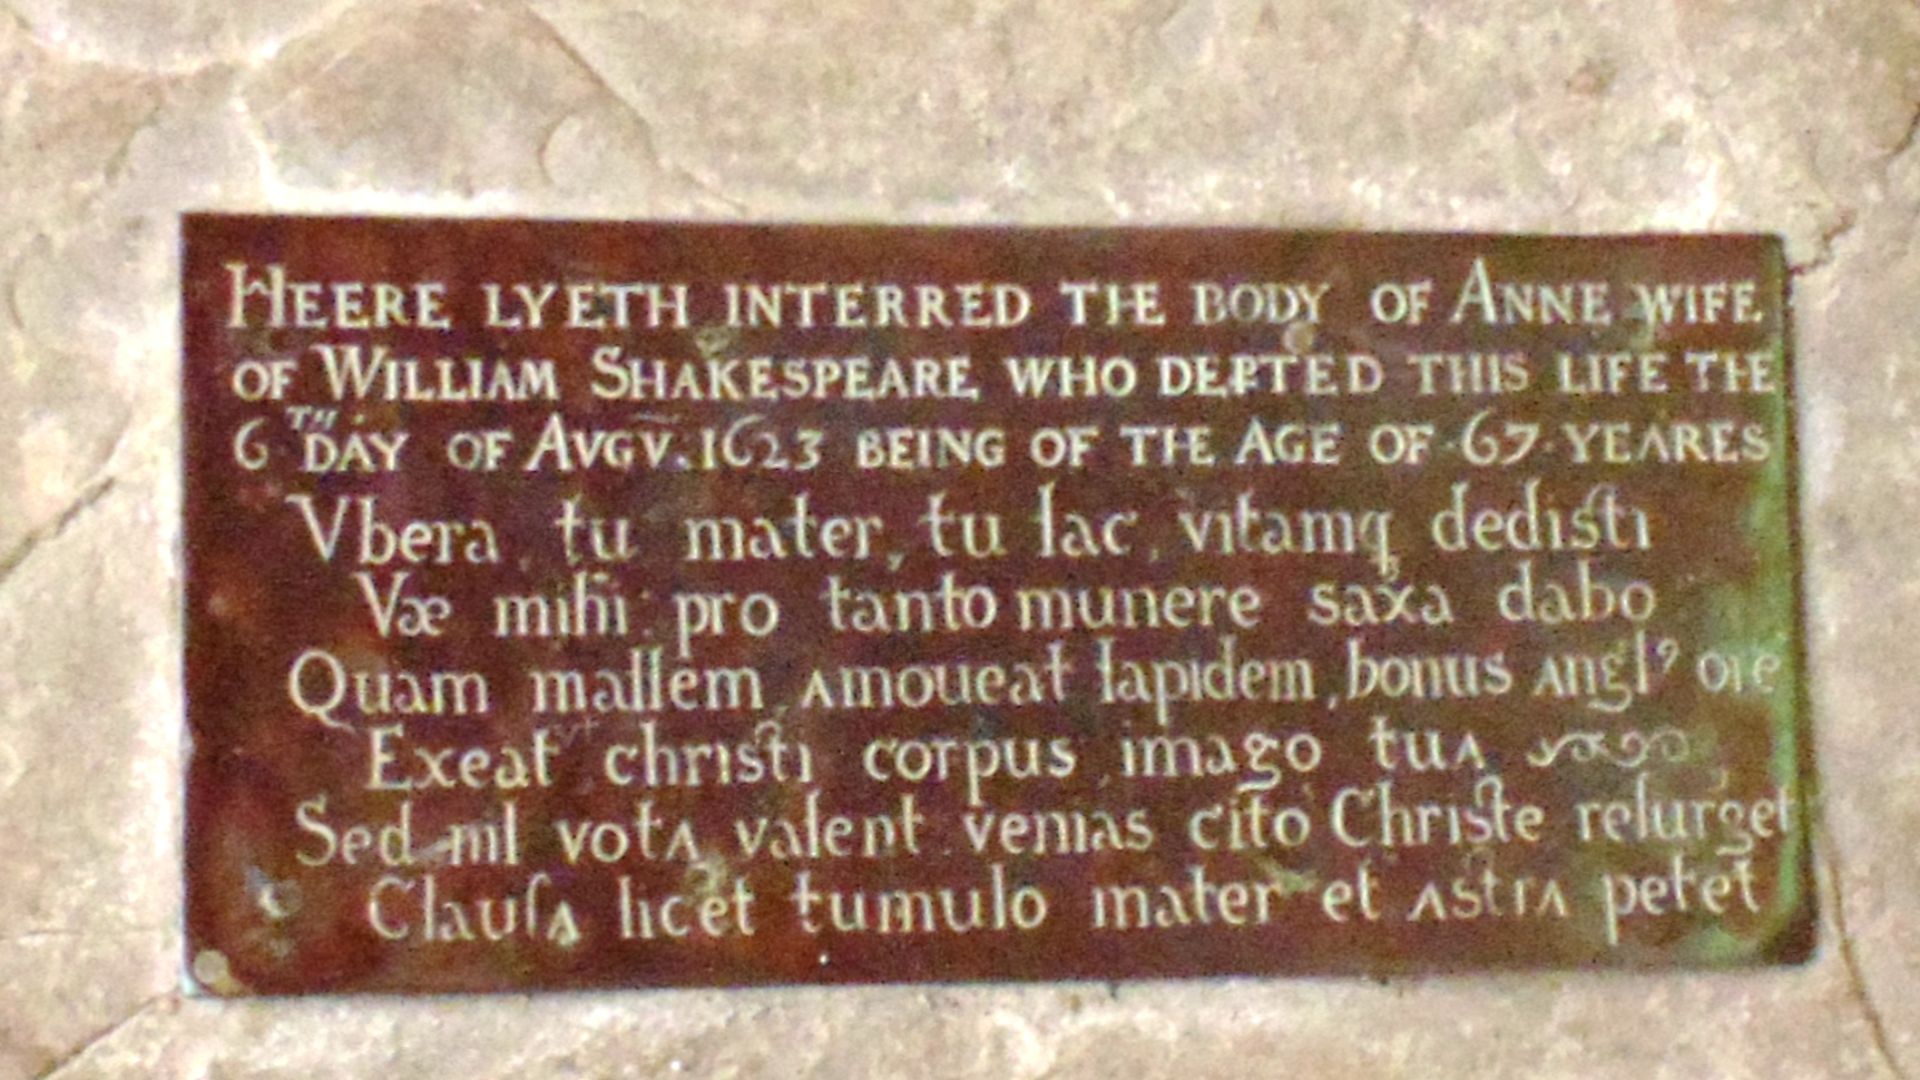 HEERE LYETH INTERRED THE BODY OF ANNE WIFE
OF WILLIAM SHAKESPEARE WHO DEPTED THIS LIFE THE
6 TH DAY OF AVGV. 1623 BEING OF THE AGE OF ·67· YEARES
Vbera, tu mater, tu lac, vitamq dediſti
Væ mihi: pro tanto munere saxa dabo
Quam mallem, amoueat lapidem, bonus angl⁹ ore
Exeat christi corpus, imago tua
Sed nil vota valent venias cito Chriſte reſurget
Clauſa licet tumulo mater et astra petet